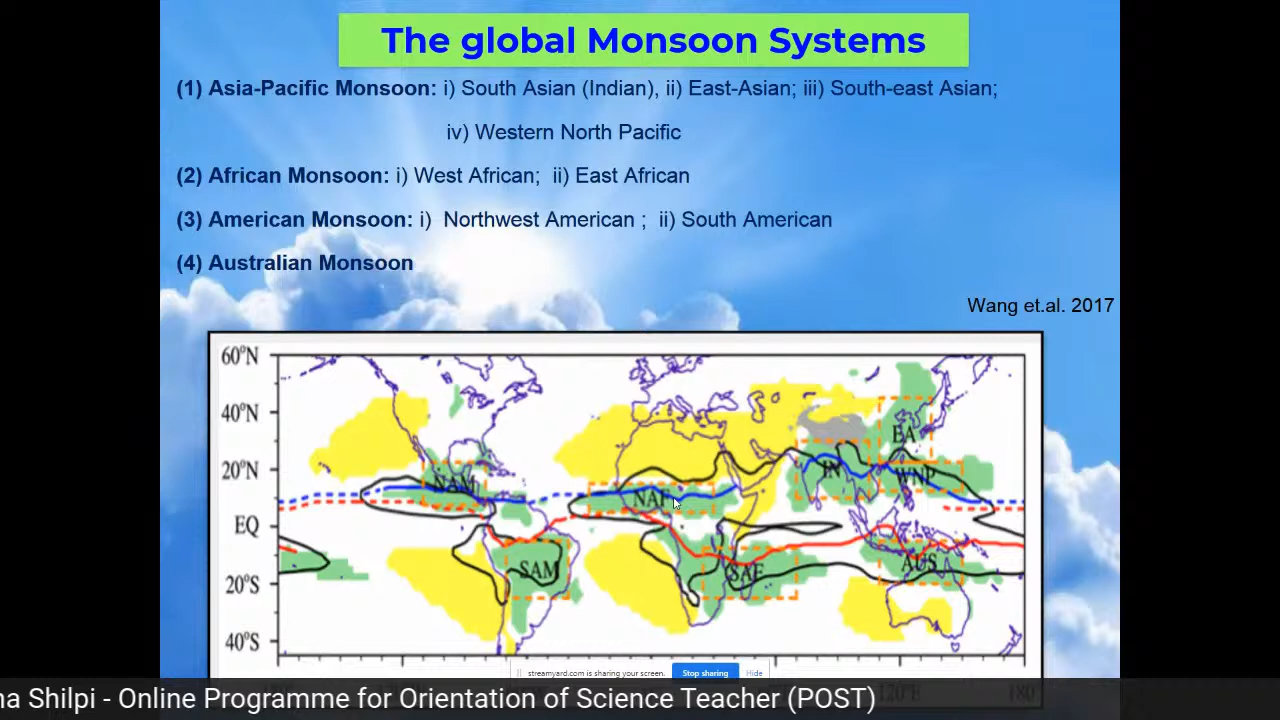 The global Monsoon Systems
(1) Asia-Pacific Monsoon: i) South Asian (Indian), ii) East-Asian; iii) South-east Asian;
iv) Western North Pacific
(2) African Monsoon: i) West African; ii) East African
(3) American Monsoon: i) Northwest American ; ii) South American
(4) Australian Monsoon
Wang et.al. 2017
60°N
40°N
EA
20°N
NAM
IN
WNP
NAF
EQ
SAM
SAF
AUS
20°S
40°S
streamyard.com is sharing your screen. Stop sharing Hide
120°E 180°
na Shilpi - Online Programme for Orientation of Science Teacher (POST)